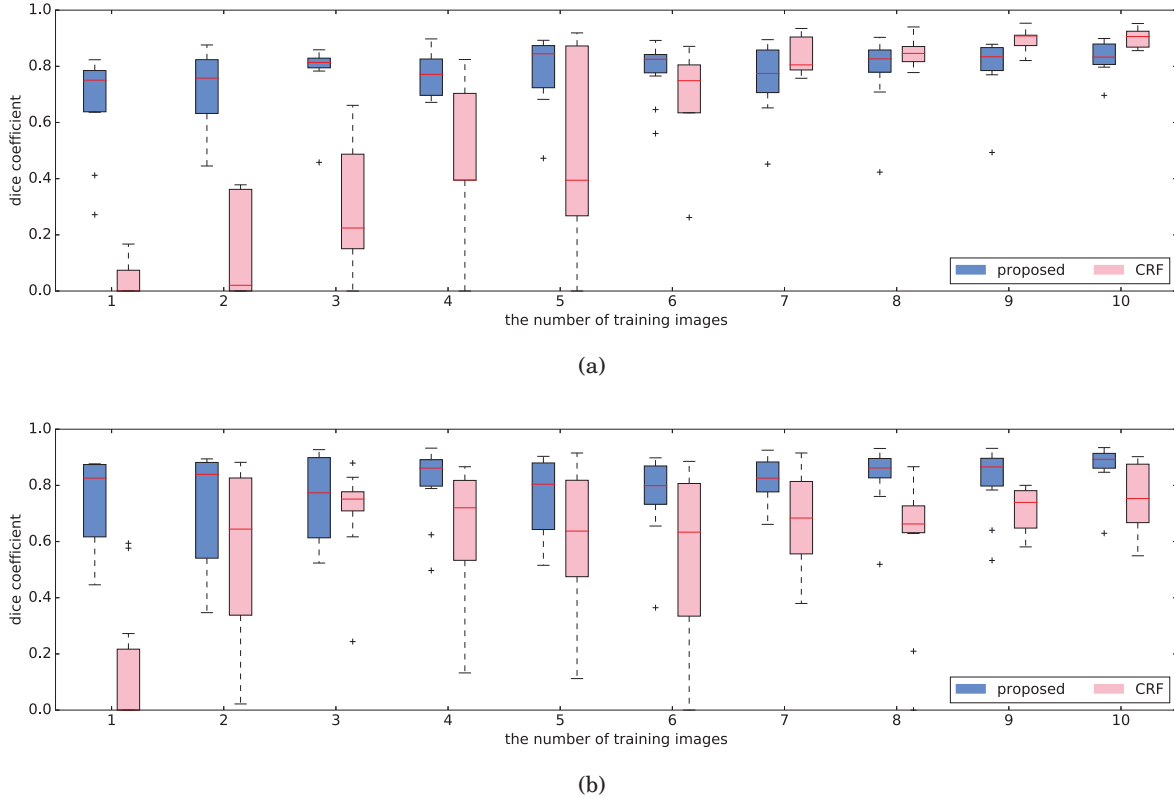 1.0
0.8
0.6
0.4
0.2
0.0
dice coefficient
proposed CRF
1 2 3 4 5 6 7 8 9 10
the number of training images
(a)
1.0
0.8
0.6
0.4
0.2
0.0
dice coefficient
proposed CRF
1 2 3 4 5 6 7 8 9 10
the number of training images
(b)